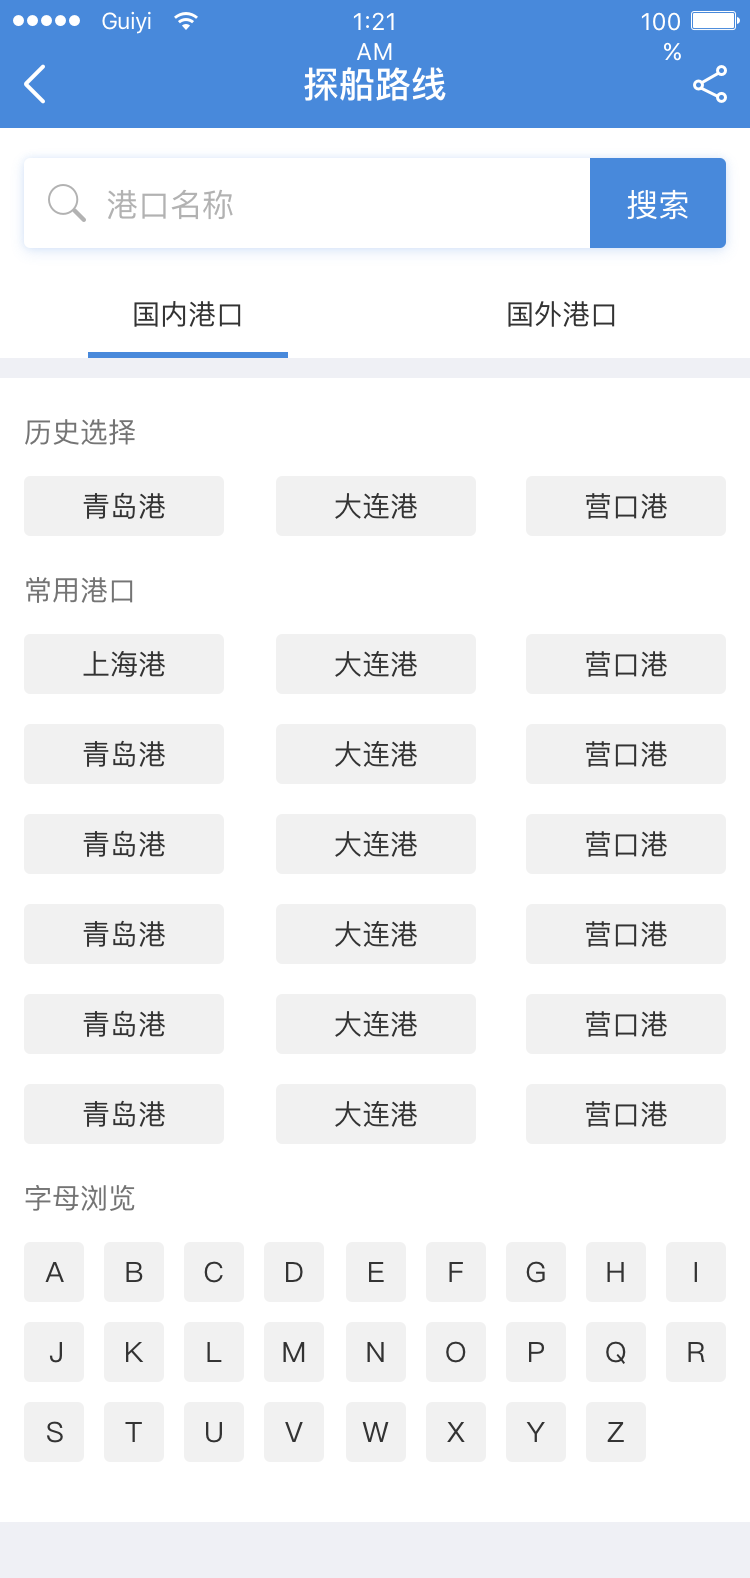 Guiyi 1:21 AM 100 %
探船路线
港口名称 搜索
国内港口 国外港口
历史选择
青岛港 大连港 营口港
常用港口
上海港 大连港 营口港
青岛港 大连港 营口港
青岛港 大连港 营口港
青岛港 大连港 营口港
青岛港 大连港 营口港
青岛港 大连港 营口港
字母浏览
A B C D E F G H I
J K L M N O P Q R
S T U V W X Y Z